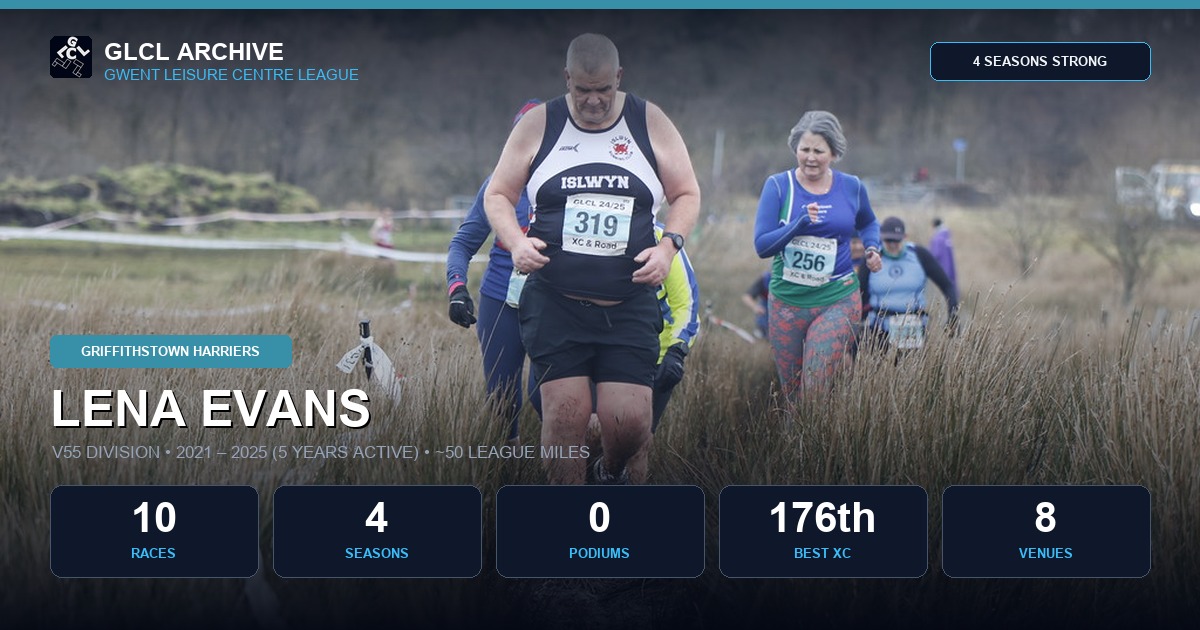 GLCL ARCHIVE
GWENT LEISURE CENTRE LEAGUE
4 SEASONS STRONG
ISLWYN
GLCL 24/25
319
XC & Road
GLCL 24/25
256
XC & Road
GRIFFITHSTOWN HARRIERS
LENA EVANS
V55 DIVISION • 2021 – 2025 (5 YEARS ACTIVE) • ~50 LEAGUE MILES
10
RACES
4
SEASONS
0
PODIUMS
176th
BEST XC
8
VENUES